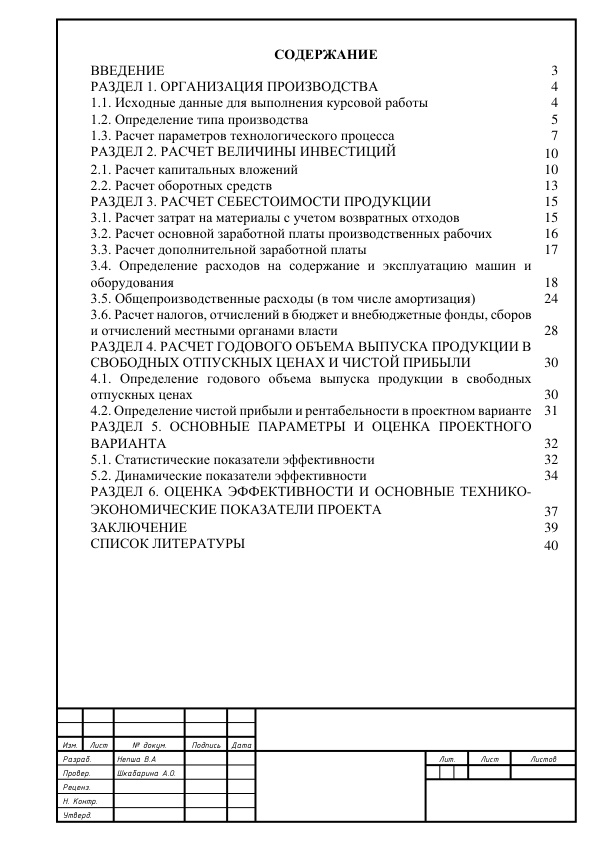 СОДЕРЖАНИЕ
ВВЕДЕНИЕ 3
РАЗДЕЛ 1. ОРГАНИЗАЦИЯ ПРОИЗВОДСТВА 4
1.1. Исходные данные для выполнения курсовой работы 4
1.2. Определение типа производства 5
1.3. Расчет параметров технологического процесса 7
РАЗДЕЛ 2. РАСЧЕТ ВЕЛИЧИНЫ ИНВЕСТИЦИЙ 10
2.1. Расчет капитальных вложений 10
2.2. Расчет оборотных средств 13
РАЗДЕЛ 3. РАСЧЕТ СЕБЕСТОИМОСТИ ПРОДУКЦИИ 15
3.1. Расчет затрат на материалы с учетом возвратных отходов 15
3.2. Расчет основной заработной платы производственных рабочих 16
3.3. Расчет дополнительной заработной платы 17
3.4. Определение расходов на содержание и эксплуатацию машин и
оборудования 18
3.5. Общепроизводственные расходы (в том числе амортизация) 24
3.6. Расчет налогов, отчислений в бюджет и внебюджетные фонды, сборов
и отчислений местными органами власти 28
РАЗДЕЛ 4. РАСЧЕТ ГОДОВОГО ОБЪЕМА ВЫПУСКА ПРОДУКЦИИ В
СВОБОДНЫХ ОТПУСКНЫХ ЦЕНАХ И ЧИСТОЙ ПРИБЫЛИ 30
4.1. Определение годового объема выпуска продукции в свободных
отпускных ценах 30
4.2. Определение чистой прибыли и рентабельности в проектном варианте 31
РАЗДЕЛ 5. ОСНОВНЫЕ ПАРАМЕТРЫ И ОЦЕНКА ПРОЕКТНОГО
ВАРИАНТА 32
5.1. Статистические показатели эффективности 32
5.2. Динамические показатели эффективности 34
РАЗДЕЛ 6. ОЦЕНКА ЭФФЕКТИВНОСТИ И ОСНОВНЫЕ ТЕХНИКО-
ЭКОНОМИЧЕСКИЕ ПОКАЗАТЕЛИ ПРОЕКТА 37
ЗАКЛЮЧЕНИЕ 39
СПИСОК ЛИТЕРАТУРЫ 40
Изм. Лист № докум. Подпись Дата
Разраб. Непша В.А Лит. Лист Листов
Провер. Шкабарина А.О.
Реценз.
Н. Контр.
Утверд.